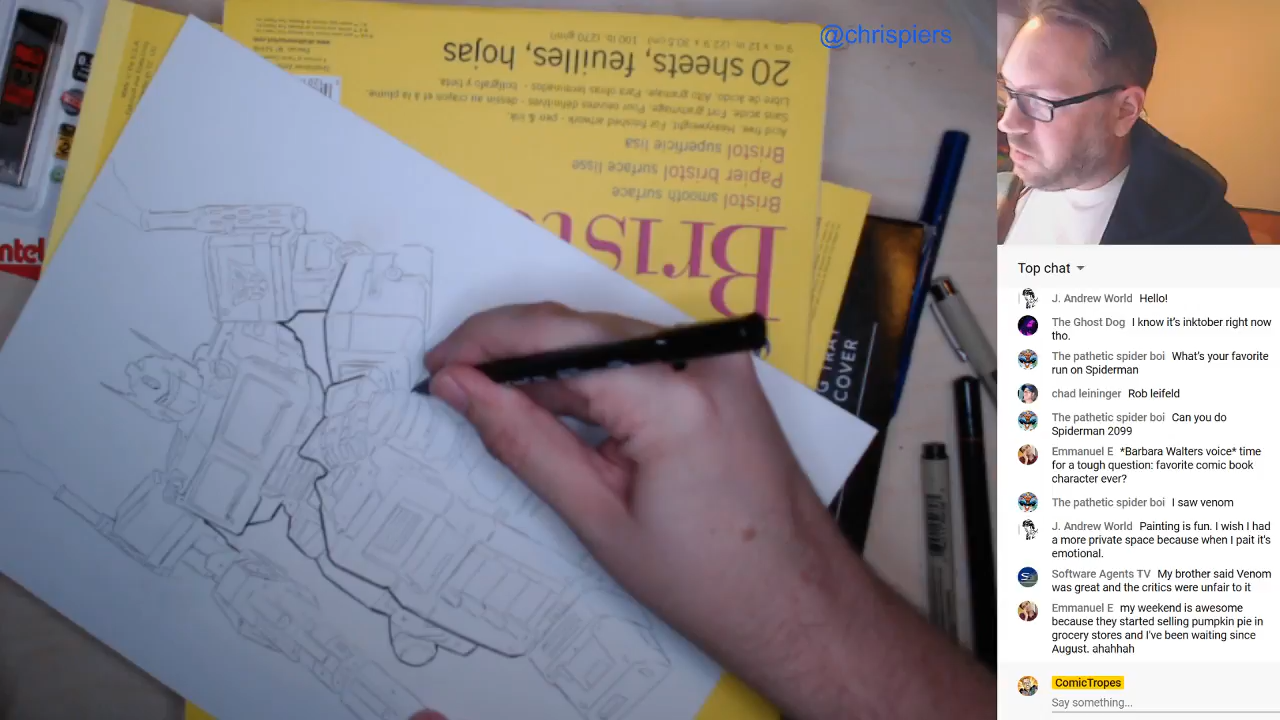 @chrispiers
20 sheets, feuilles, hojas
Bristol superficie lisa
Papier bristol surface lisse
Bristol smooth surface
COVER
Top chat
J. Andrew World Hello!
The Ghost Dog I know it's inktober right now
tho.
The pathetic spider boi What's your favorite
run on Spiderman
chad leininger Rob leifeld
The pathetic spider boi Can you do
Spiderman 2099
Emmanuel E *Barbara Walters voice* time
for a tough question: favorite comic book
character ever?
The pathetic spider boi I saw venom
J. Andrew World Painting is fun. I wish I had
a more private space because when I pait it's
emotional.
Software Agents TV My brother said Venom
was great and the critics were unfair to it
Emmanuel E my weekend is awesome
because they started selling pumpkin pie in
grocery stores and I've been waiting since
August. ahahhah
ComicTropes
Say something...